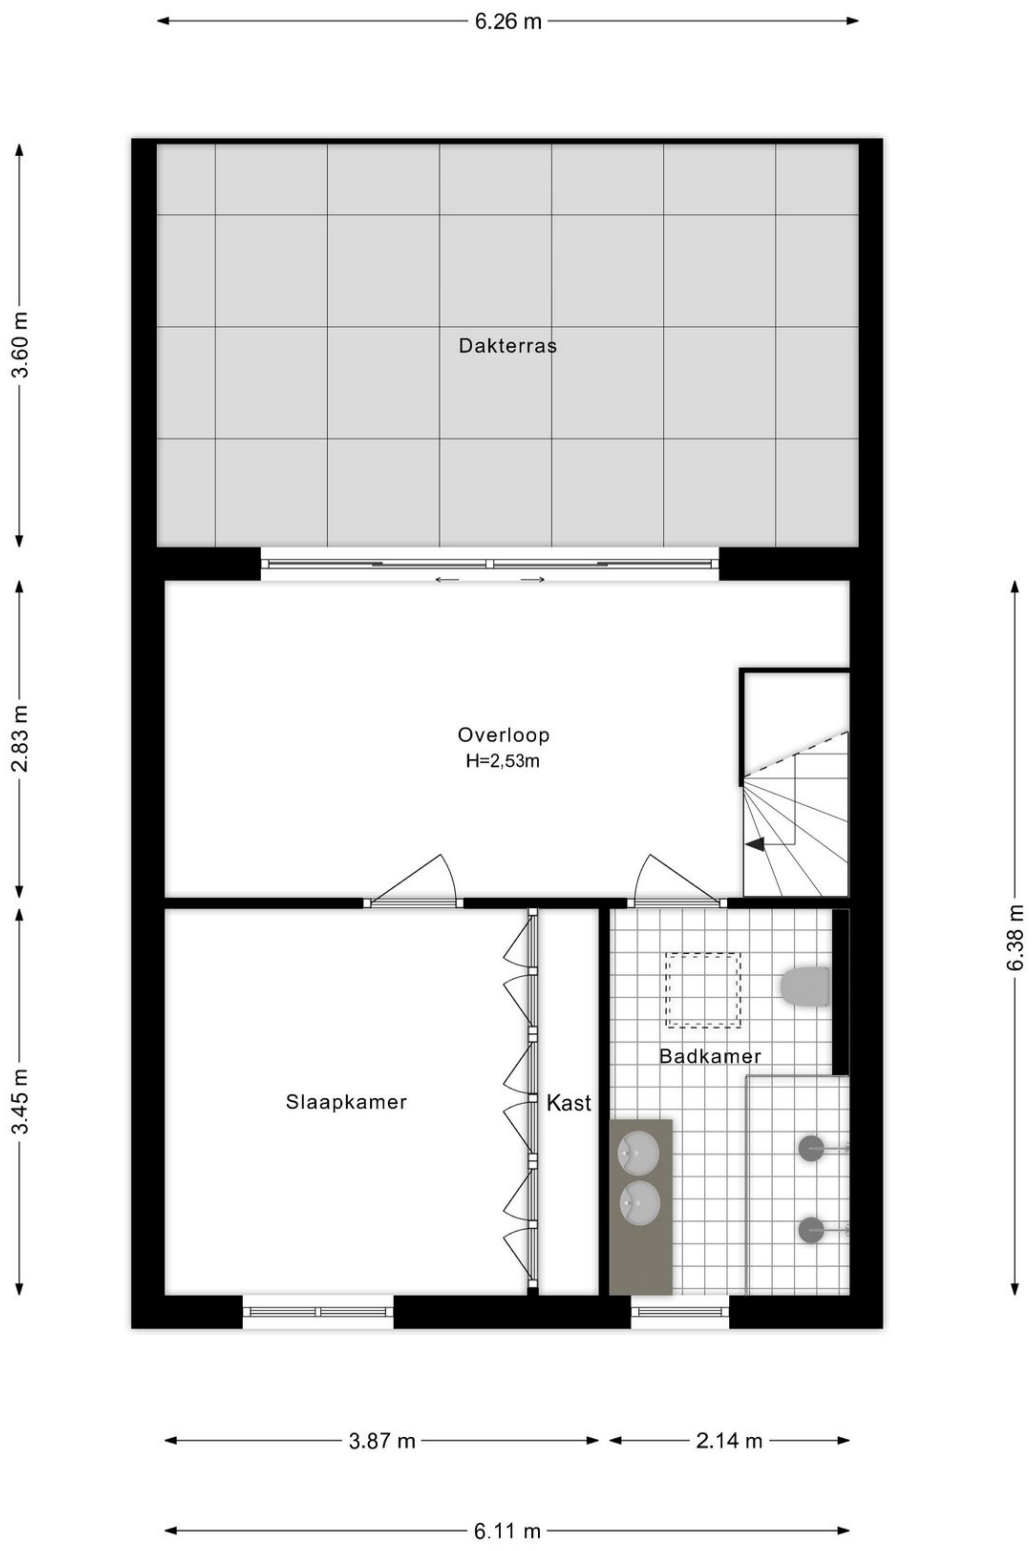 6.26 m
3.60 m
Dakterras
2.83 m
Overloop
H=2,53m
6.38 m
Badkamer
3.45 m
Slaapkamer
Kast
3.87 m
2.14 m
6.11 m